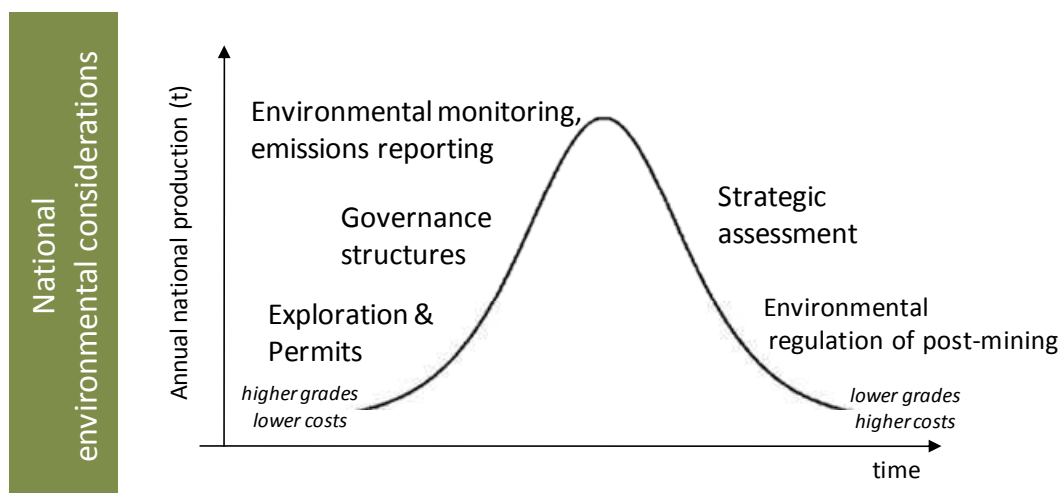 National
environmental considerations
Annual national production (t)
Environmental monitoring,
emissions reporting
Governance
structures
Exploration &
Permits
higher grades
lower costs
Strategic
assessment
Environmental
regulation of post-mining
lower grades
higher costs
time